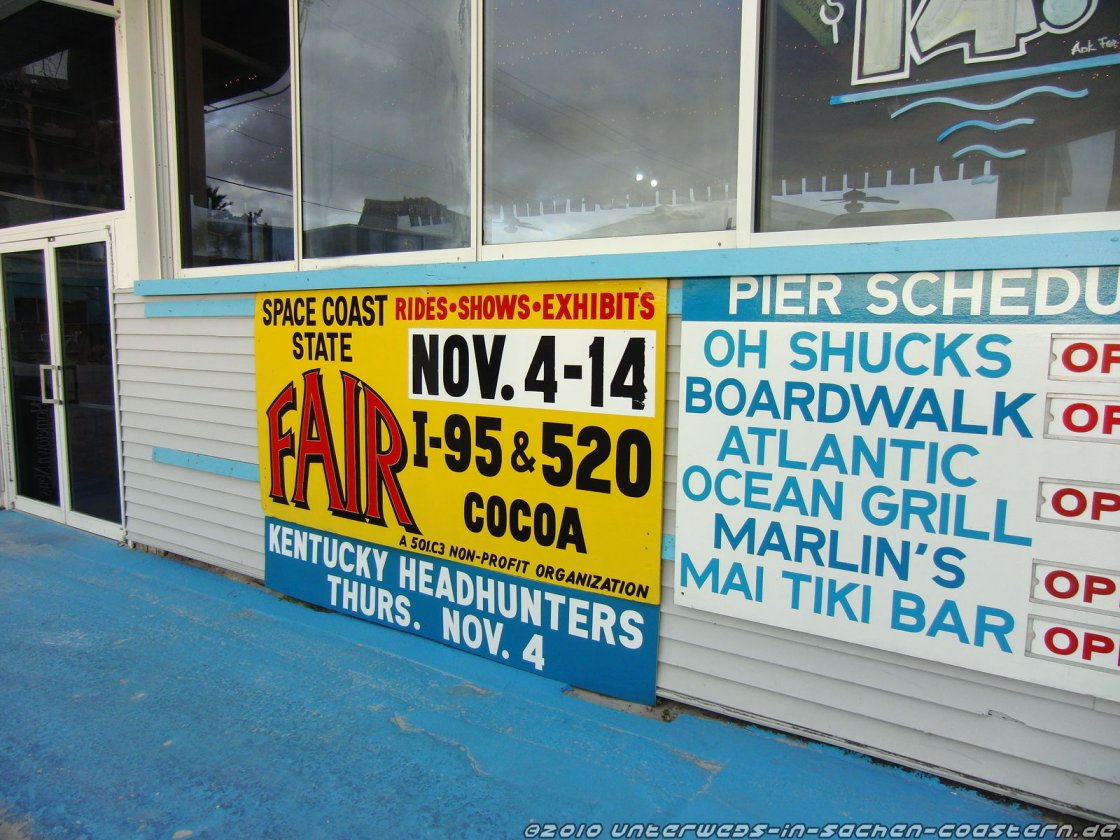 SPACE COAST
STATE
FAIR
RIDES•SHOWS•EXHIBITS
NOV. 4-14
I-95 & 520
COCOA
A 501.C3 NON-PROFIT ORGANIZATION
KENTUCKY HEADHUNTERS
THURS. NOV. 4
PIER SCHEDU
OH SHUCKS OP
BOARDWALK OP
ATLANTIC
OCEAN GRILL OP
MARLIN'S OP
MAI TIKI BAR OP
©2010 unterwegs-in-sachen-coastern.de